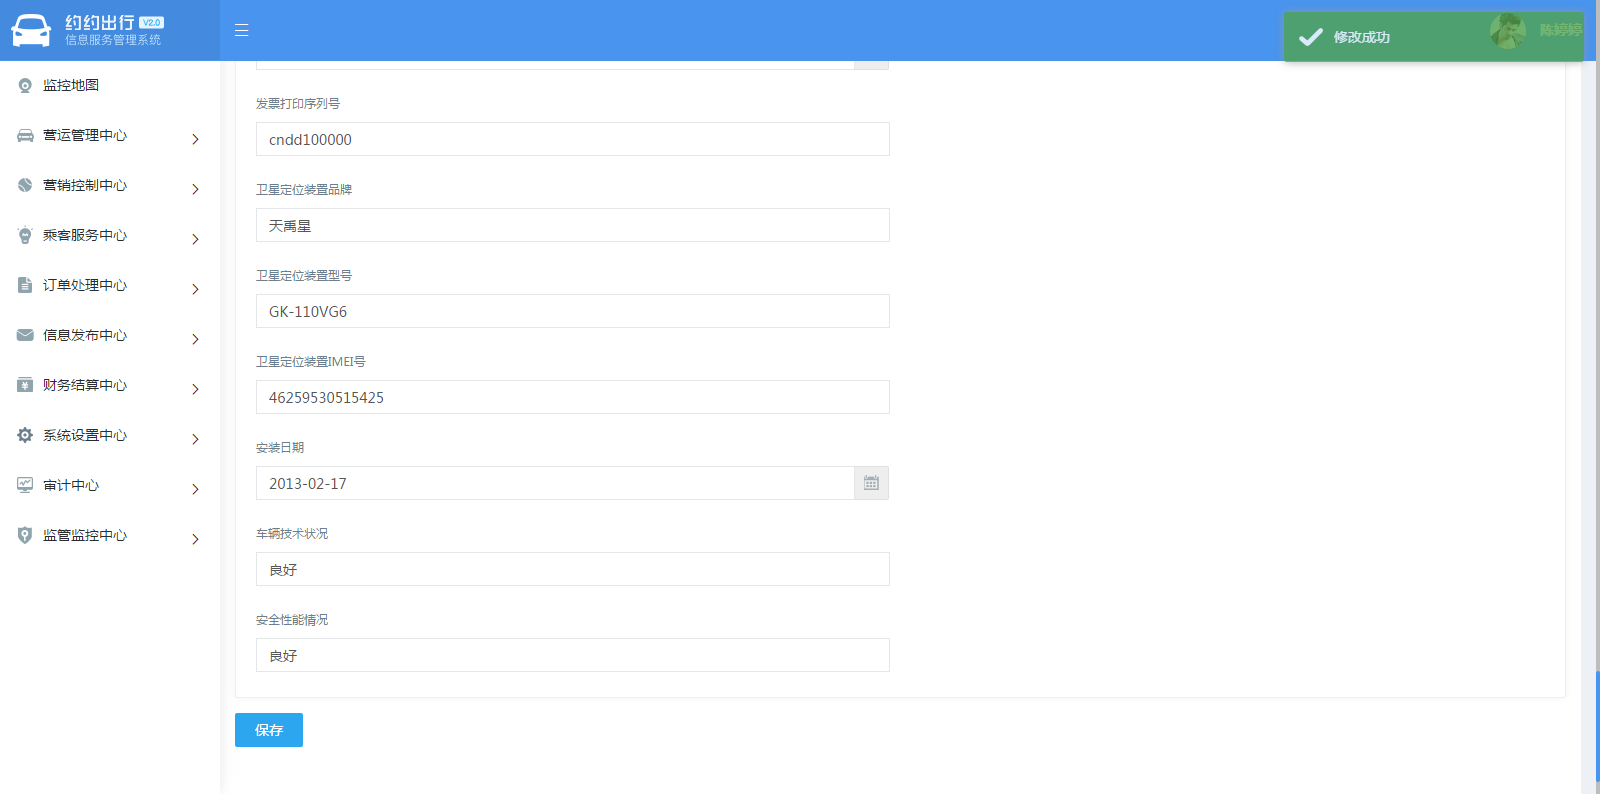 约约出行 V2.0
信息服务管理系统
修改成功
陈婷婷
监控地图
营运管理中心
营销控制中心
乘客服务中心
订单处理中心
信息发布中心
财务结算中心
系统设置中心
审计中心
监管监控中心
发票打印序列号
cndd100000
卫星定位装置品牌
天禹星
卫星定位装置型号
GK-110VG6
卫星定位装置IMEI号
46259530515425
安装日期
2013-02-17
车辆技术状况
良好
安全性能情况
良好
保存